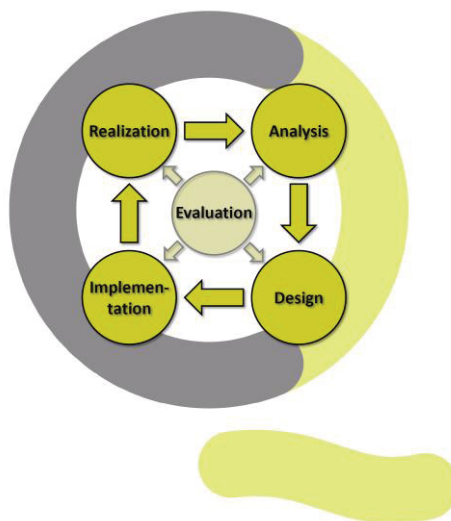 Realization
Analysis
Evaluation
Implemen-
tation
Design